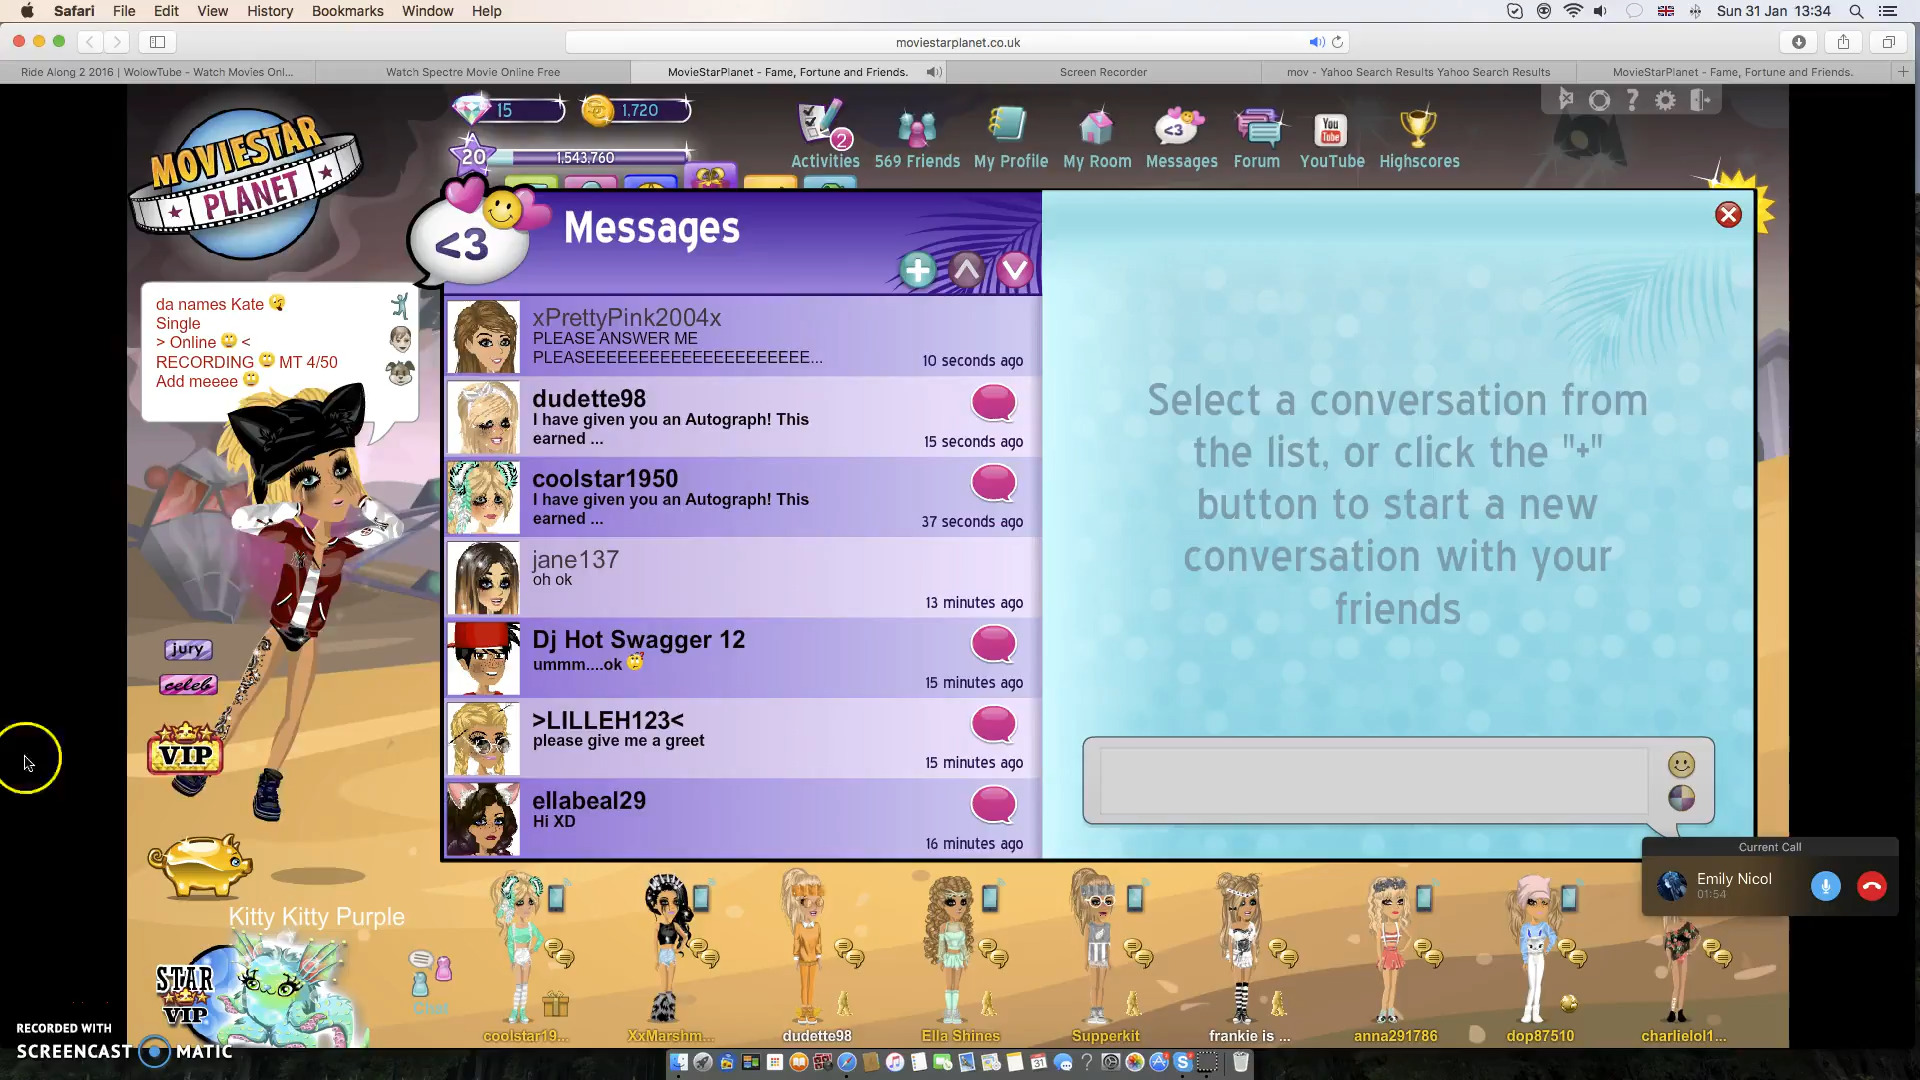 Safari File Edit View History Bookmarks Window Help Sun 31 Jan 13:34
moviestarplanet.co.uk
Ride Along 2 2016 | WolowTube - Watch Movies Onl... Watch Spectre Movie Online Free MovieStarPlanet - Fame, Fortune and Friends. Screen Recorder mov - Yahoo Search Results Yahoo Search Results MovieStarPlanet - Fame, Fortune and Friends.
MOVIESTAR
PLANET
15 1,720
20 1,543,760
2
<3
You
Tube
Activities 569 Friends My Profile My Room Messages Forum YouTube Highscores
<3
Messages
da names Kate
Single
> Online <
RECORDING MT 4/50
Add meeee
xPrettyPink2004x
PLEASE ANSWER ME
PLEASEEEEEEEEEEEEEEEEEEEEE...
10 seconds ago
dudette98
I have given you an Autograph! This
earned ...
15 seconds ago
coolstar1950
I have given you an Autograph! This
earned ...
37 seconds ago
jane137
oh ok
13 minutes ago
Dj Hot Swagger 12
ummm....ok
15 minutes ago
>LILLEH123<
please give me a greet
15 minutes ago
ellabeal29
Hi XD
16 minutes ago
Select a conversation from
the list, or click the "+"
button to start a new
conversation with your
friends
jury
celeb
VIP
Current Call
Emily Nicol
01:54
Kitty Kitty Purple
STAR
VIP
Chat
coolstar19... XxMarshm... dudette98 Ella Shines Supperkit frankie is ... anna291786 dop87510 charlielol1...
RECORDED WITH
SCREENCAST MATIC